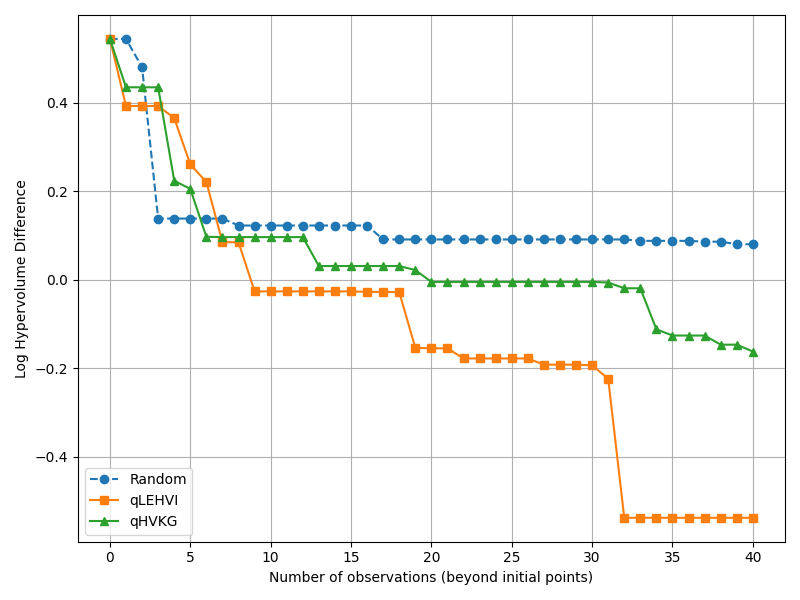 Log Hypervolume Difference
0.4
0.2
0.0
−0.2
−0.4
Random
qLEHVI
qHVKG
0 5 10 15 20 25 30 35 40
Number of observations (beyond initial points)